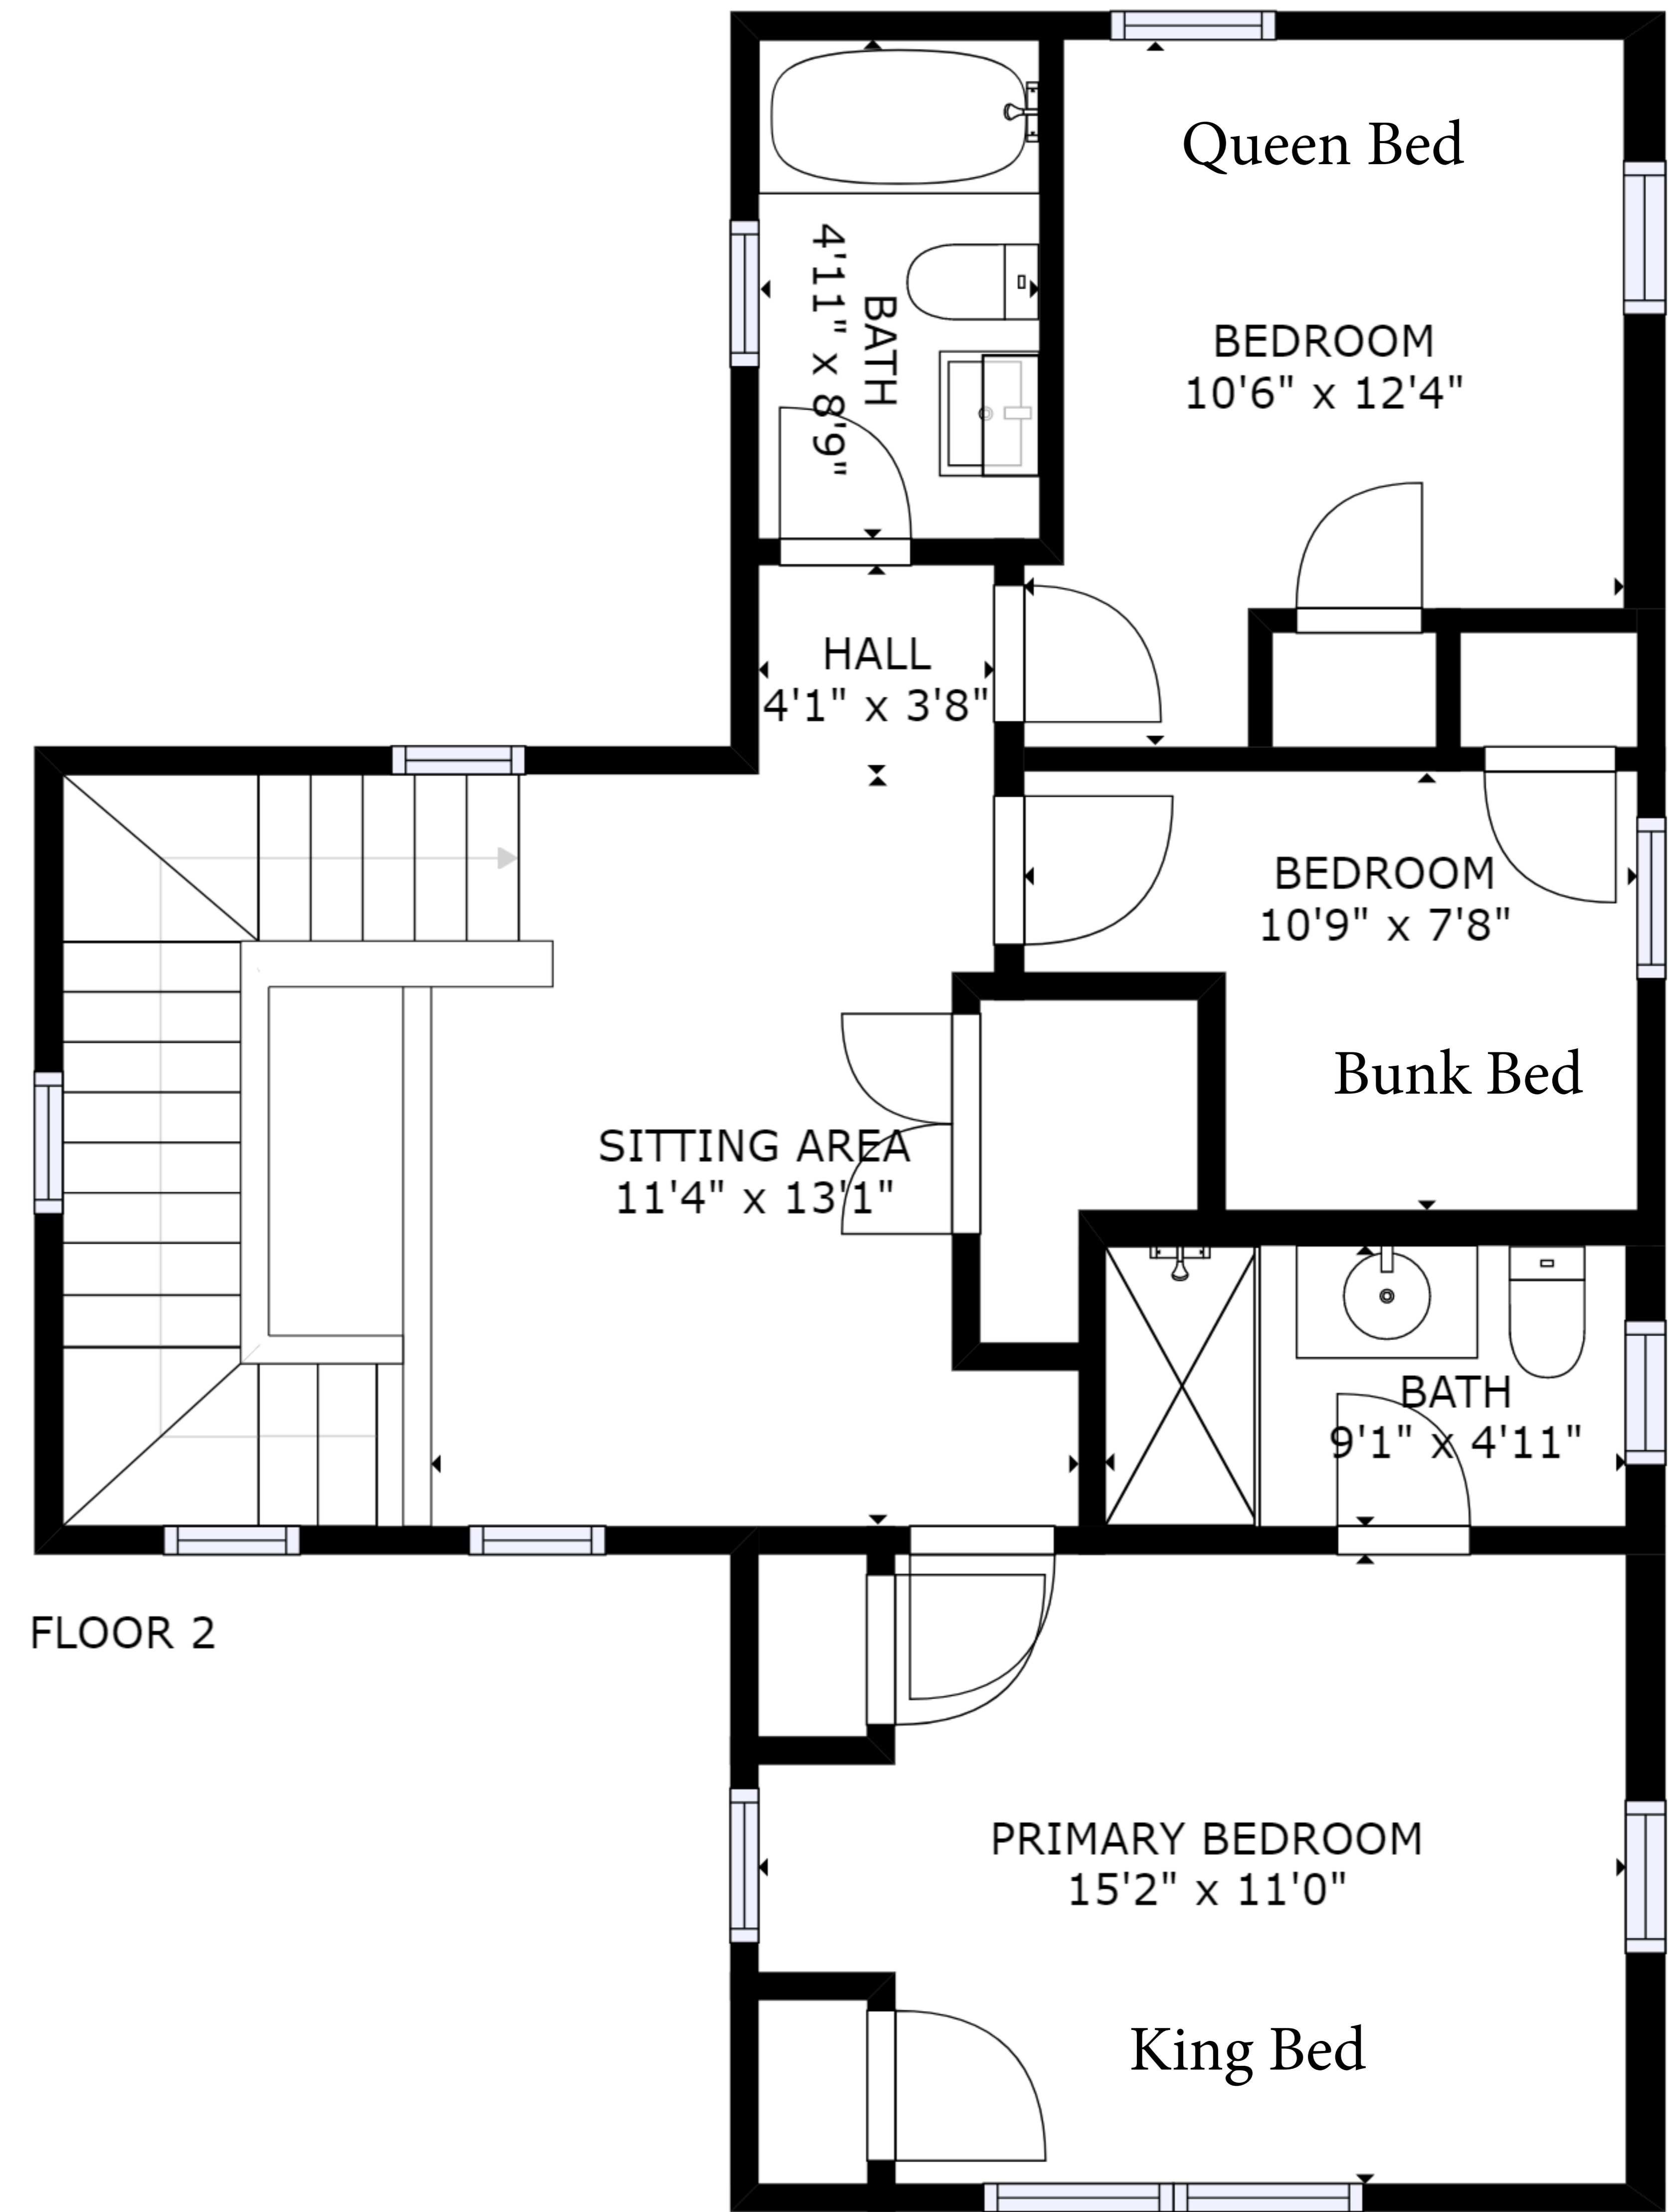 Queen Bed
BATH
4'11" x 8'9"
BEDROOM
10'6" x 12'4"
HALL
4'1" x 3'8"
BEDROOM
10'9" x 7'8"
Bunk Bed
SITTING AREA
11'4" x 13'1"
BATH
9'1" x 4'11"
FLOOR 2
PRIMARY BEDROOM
15'2" x 11'0"
King Bed